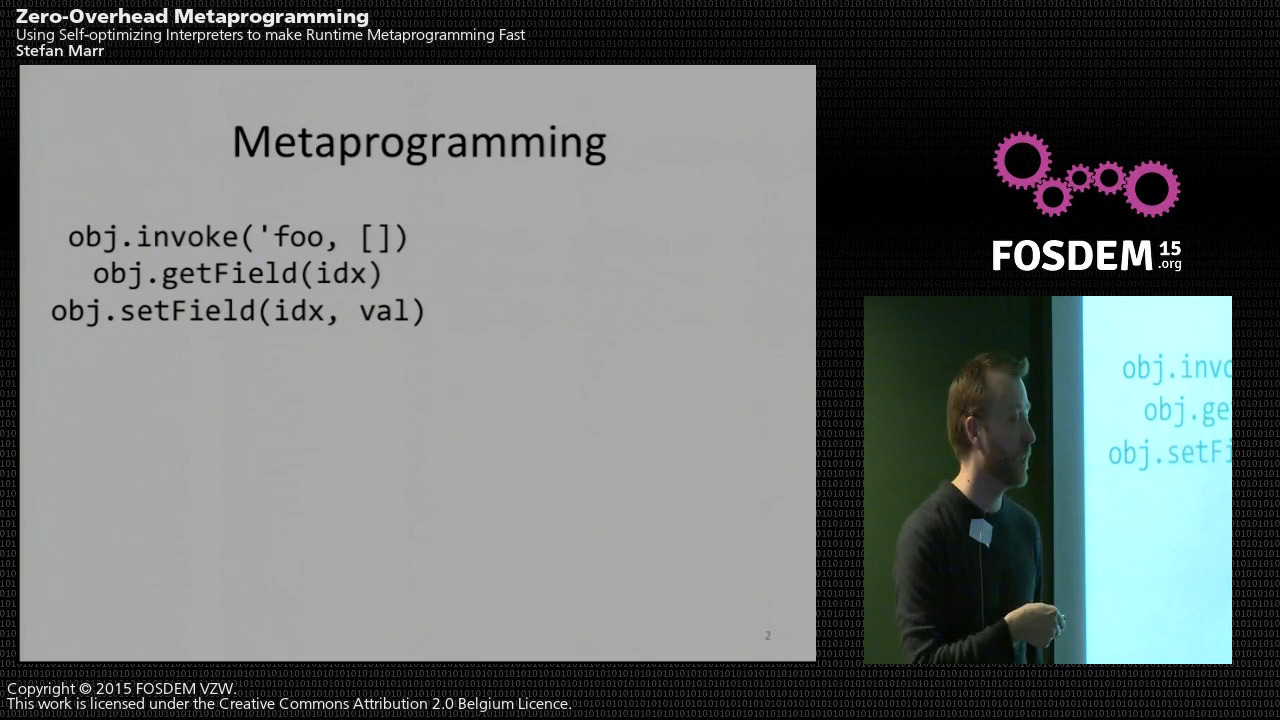 Zero-Overhead Metaprogramming
Using Self-optimizing Interpreters to make Runtime Metaprogramming Fast
Stefan Marr
Metaprogramming
obj.invoke('foo, [])
obj.getField(idx)
obj.setField(idx, val)
2
FOSDEM 15
.org
obj.invo
obj.ge
obj.setFi
Copyright © 2015 FOSDEM VZW.
This work is licensed under the Creative Commons Attribution 2.0 Belgium Licence.